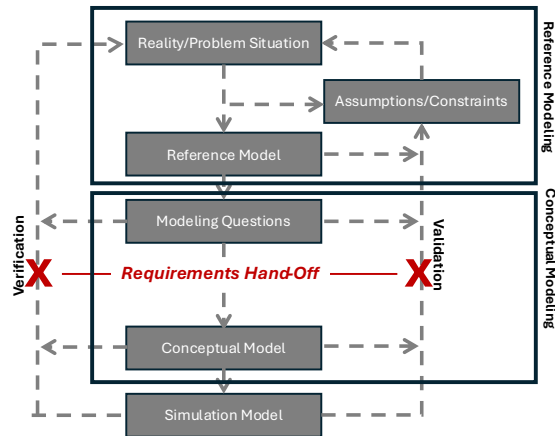 Reality/Problem Situation
Assumptions/Constraints
Reference Model
Reference Modeling
Modeling Questions
Requirements Hand-Off
X
X
Verification
Validation
Conceptual Modeling
Conceptual Model
Simulation Model